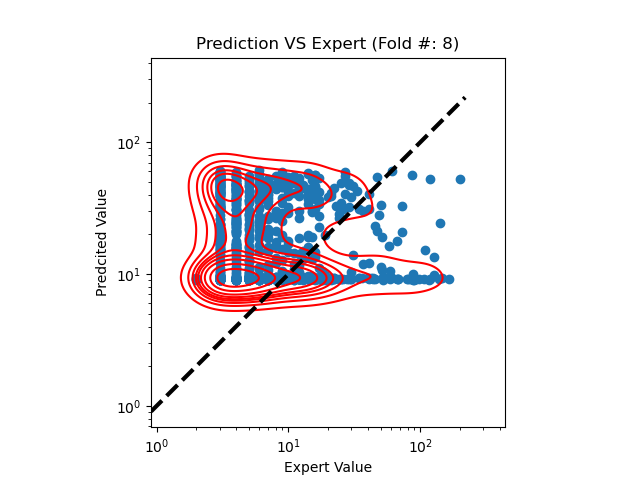 Prediction VS Expert (Fold #: 8)
Predcited Value
10²
10¹
10⁰
10⁰ 10¹ 10²
Expert Value